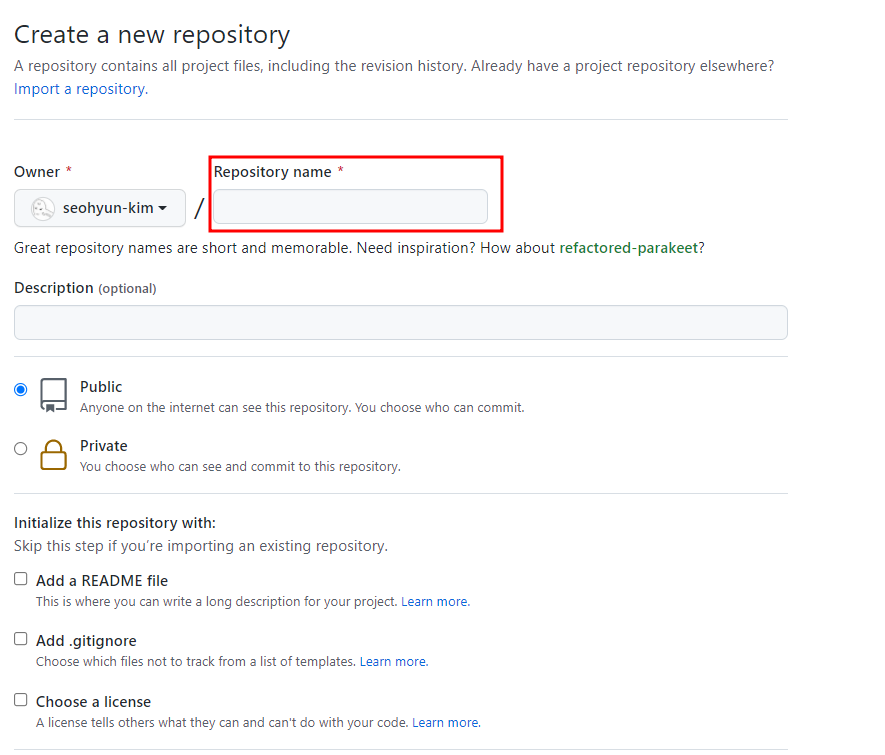 Create a new repository
A repository contains all project files, including the revision history. Already have a project repository elsewhere?
Import a repository.
Owner * Repository name *
seohyun-kim /
Great repository names are short and memorable. Need inspiration? How about refactored-parakeet?
Description (optional)
Public
Anyone on the internet can see this repository. You choose who can commit.
Private
You choose who can see and commit to this repository.
Initialize this repository with:
Skip this step if you’re importing an existing repository.
Add a README file
This is where you can write a long description for your project. Learn more.
Add .gitignore
Choose which files not to track from a list of templates. Learn more.
Choose a license
A license tells others what they can and can't do with your code. Learn more.